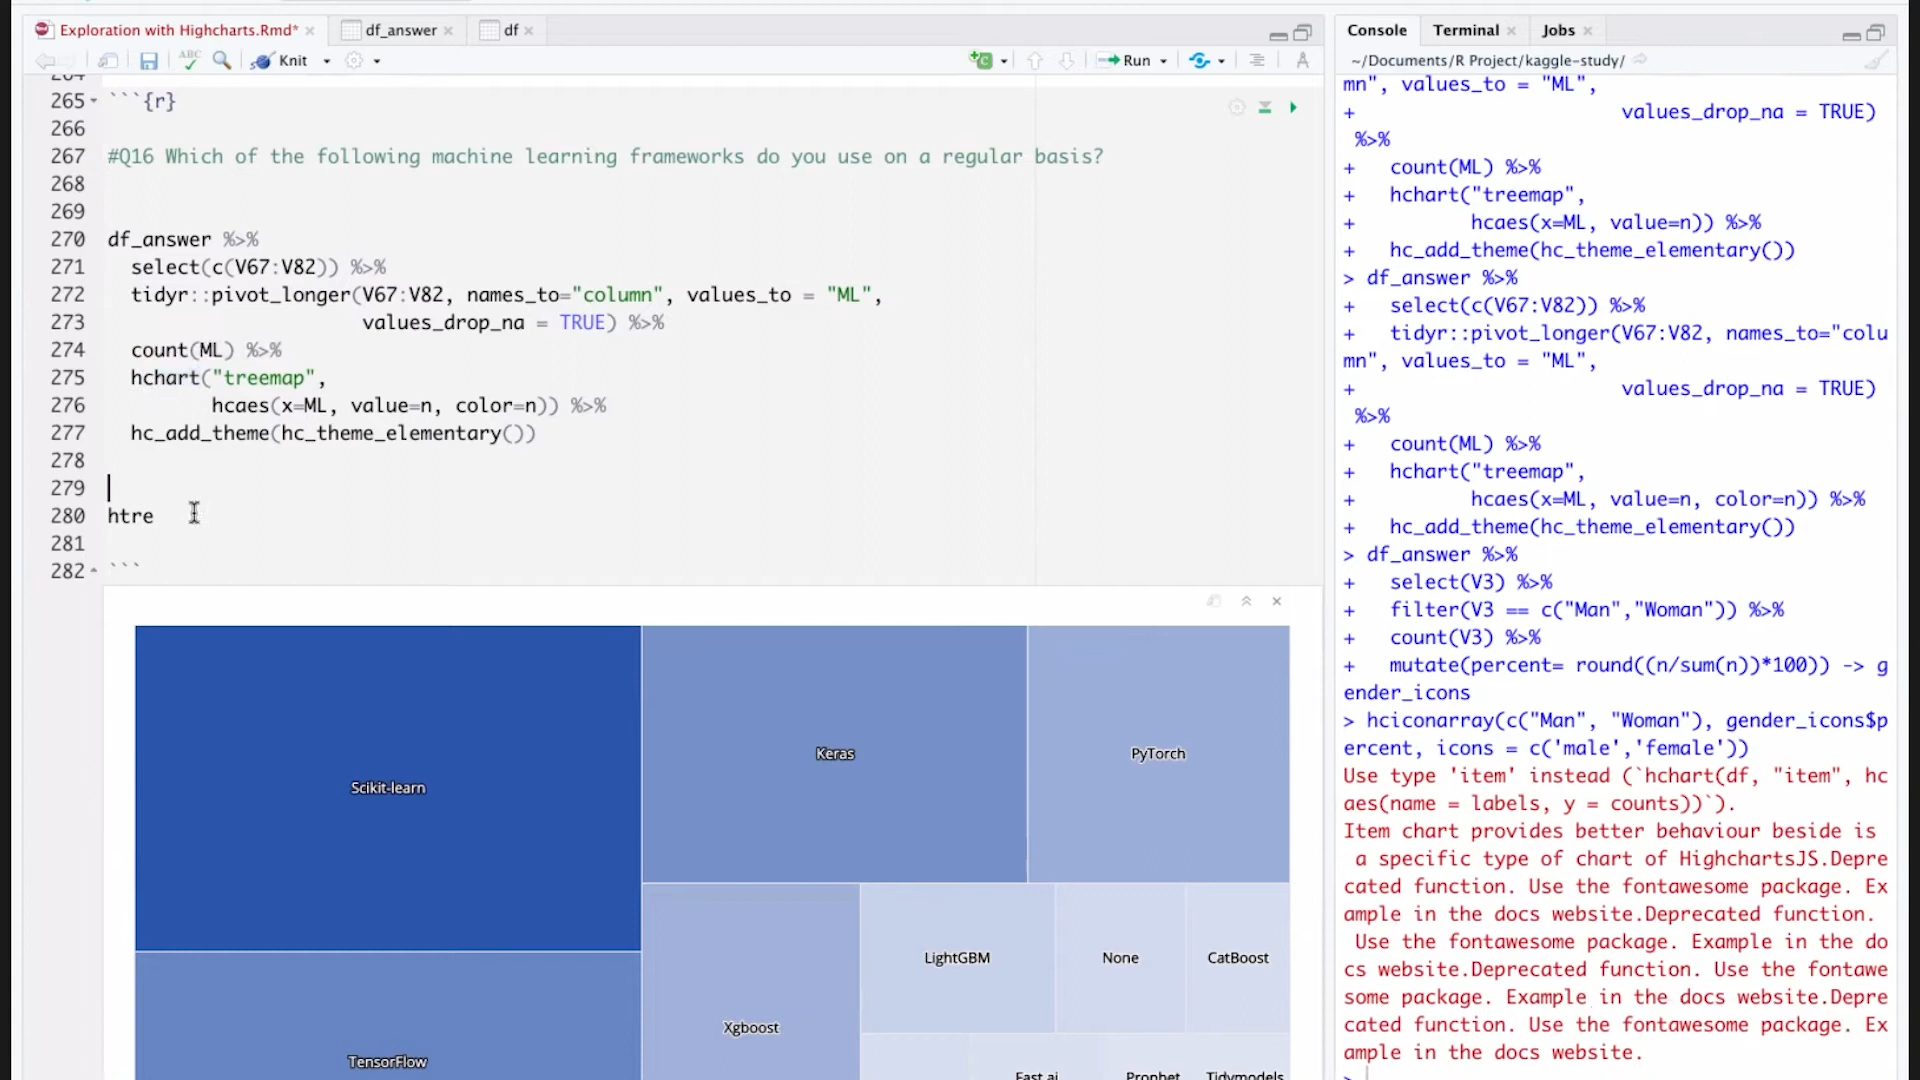 Exploration with Highcharts.Rmd* × df_answer × df ×
ABC Knit Run
265 ```{r}
266
267 #Q16 Which of the following machine learning frameworks do you use on a regular basis?
268
269
270 df_answer %>%
271 select(c(V67:V82)) %>%
272 tidyr::pivot_longer(V67:V82, names_to="column", values_to = "ML",
273 values_drop_na = TRUE) %>%
274 count(ML) %>%
275 hchart("treemap",
276 hcaes(x=ML, value=n, color=n)) %>%
277 hc_add_theme(hc_theme_elementary())
278
279
280 htre
281
282 ```
Scikit-learn
Keras
PyTorch
TensorFlow
Xgboost
LightGBM
None
CatBoost
Fast.ai
Prophet
Tidymodels
Console Terminal × Jobs ×
~/Documents/R Project/kaggle-study/
mn", values_to = "ML",
+ values_drop_na = TRUE)
%>%
+ count(ML) %>%
+ hchart("treemap",
+ hcaes(x=ML, value=n)) %>%
+ hc_add_theme(hc_theme_elementary())
> df_answer %>%
+ select(c(V67:V82)) %>%
+ tidyr::pivot_longer(V67:V82, names_to="colu
mn", values_to = "ML",
+ values_drop_na = TRUE)
%>%
+ count(ML) %>%
+ hchart("treemap",
+ hcaes(x=ML, value=n, color=n)) %>%
+ hc_add_theme(hc_theme_elementary())
> df_answer %>%
+ select(V3) %>%
+ filter(V3 == c("Man","Woman")) %>%
+ count(V3) %>%
+ mutate(percent= round((n/sum(n))*100)) -> g
ender_icons
> hciconarray(c("Man", "Woman"), gender_icons$p
ercent, icons = c('male','female'))
Use type 'item' instead (`hchart(df, "item", hc
aes(name = labels, y = counts))`).
Item chart provides better behaviour beside is
a specific type of chart of HighchartsJS.Depre
cated function. Use the fontawesome package. Ex
ample in the docs website.Deprecated function.
Use the fontawesome package. Example in the do
cs website.Deprecated function. Use the fontawe
some package. Example in the docs website.Depre
cated function. Use the fontawesome package. Ex
ample in the docs website.
>